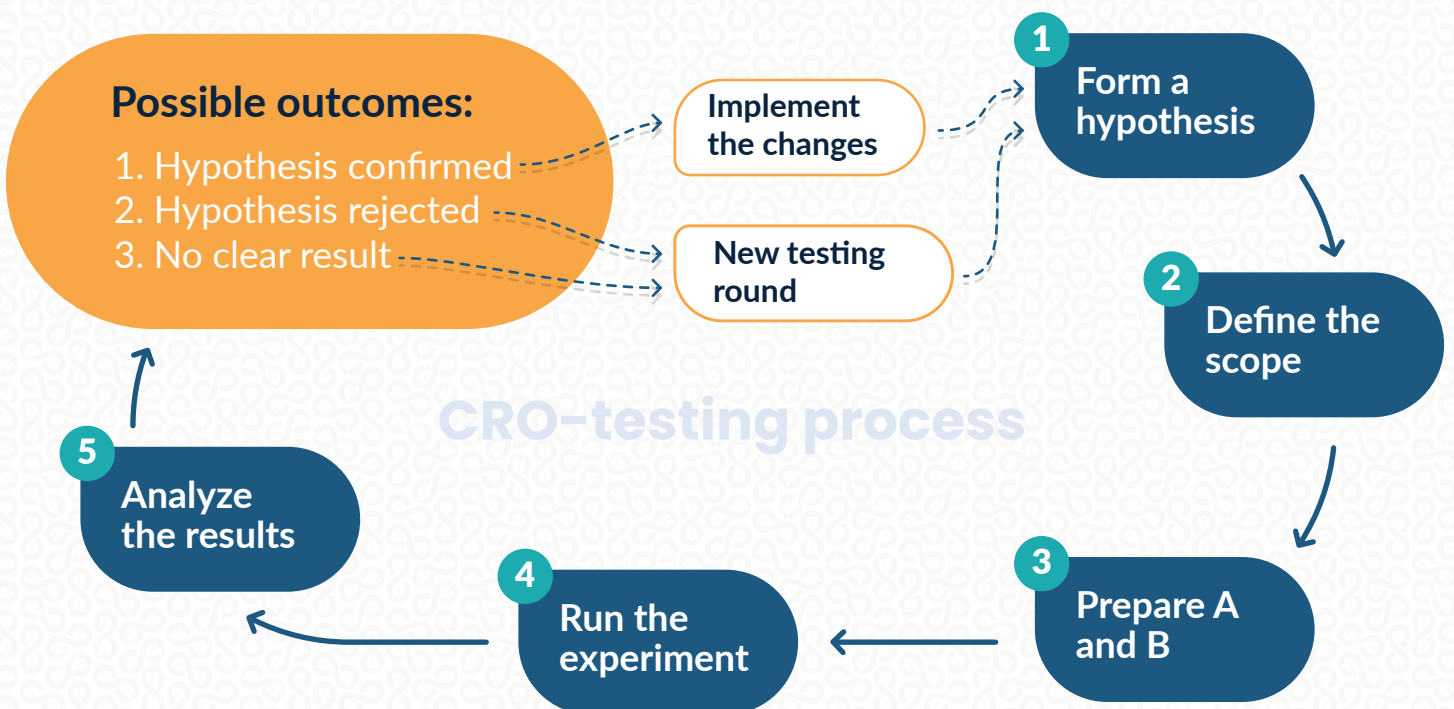 Possible outcomes:
1. Hypothesis confirmed
2. Hypothesis rejected
3. No clear result
Implement
the changes
New testing
round
1
Form a
hypothesis
2
Define the
scope
CRO-testing process
3
Prepare A
and B
4
Run the
experiment
5
Analyze
the results